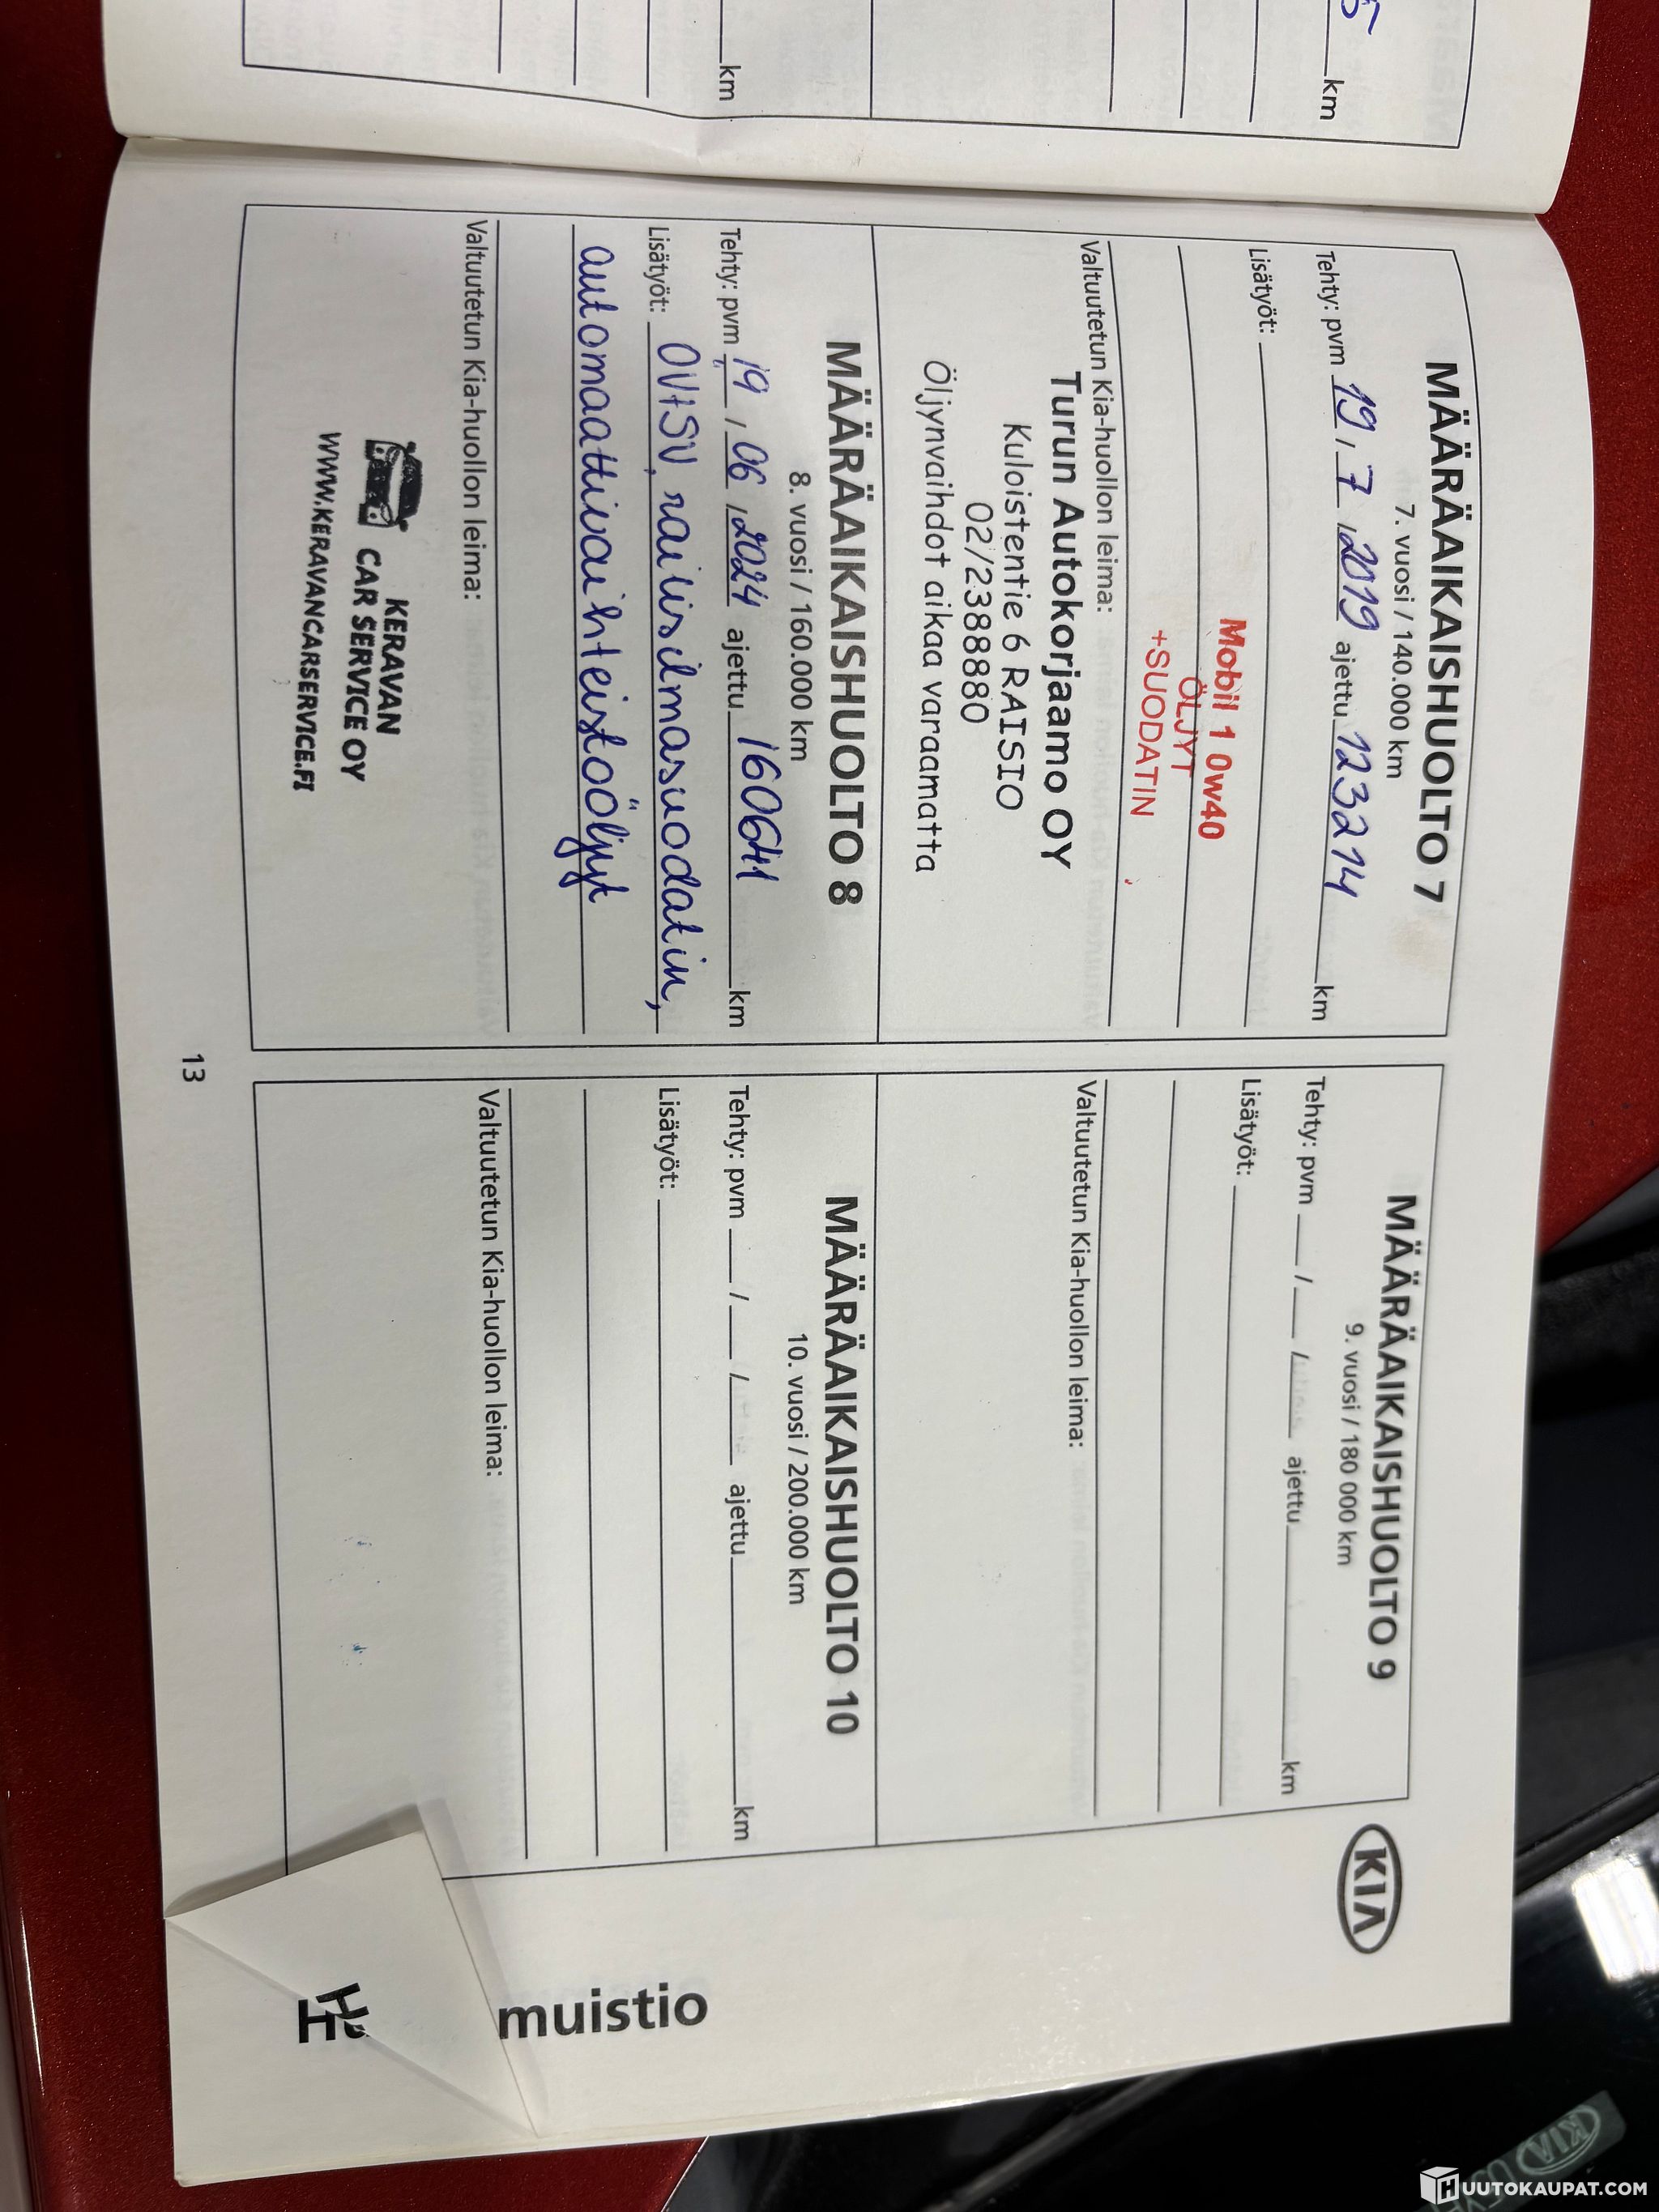 5 km
km
MÄÄRÄAIKAISHUOLTO 7
7. vuosi / 140.000 km
Tehty: pvm 19 / 7 / 2019 ajettu 123214 km
Lisätyöt:
Mobil 1 0w40
ÖLJYT
+SUODATIN
Valtuutetun Kia-huollon leima:
Turun Autokorjaamo OY
Kuloistentie 6 RAISIO
02/2388880
Öljynvaihdot aikaa varaamatta
MÄÄRÄAIKAISHUOLTO 8
8. vuosi / 160.000 km
Tehty: pvm 19 / 06 / 2024 ajettu 160641 km
Lisätyöt: OV+SV, railisilmasuodatin,
automaattivaihteistoöljyt
Valtuutetun Kia-huollon leima:
KERAVAN
CAR SERVICE OY
WWW.KERAVANCARSERVICE.FI
MÄÄRÄAIKAISHUOLTO 9
9. vuosi / 180 000 km
Tehty: pvm / / ajettu km
Lisätyöt:
Valtuutetun Kia-huollon leima:
MÄÄRÄAIKAISHUOLTO 10
10. vuosi / 200.000 km
Tehty: pvm / / ajettu km
Lisätyöt:
Valtuutetun Kia-huollon leima:
13
KIA
muistio
KIA
HUUTOKAUPAT.COM